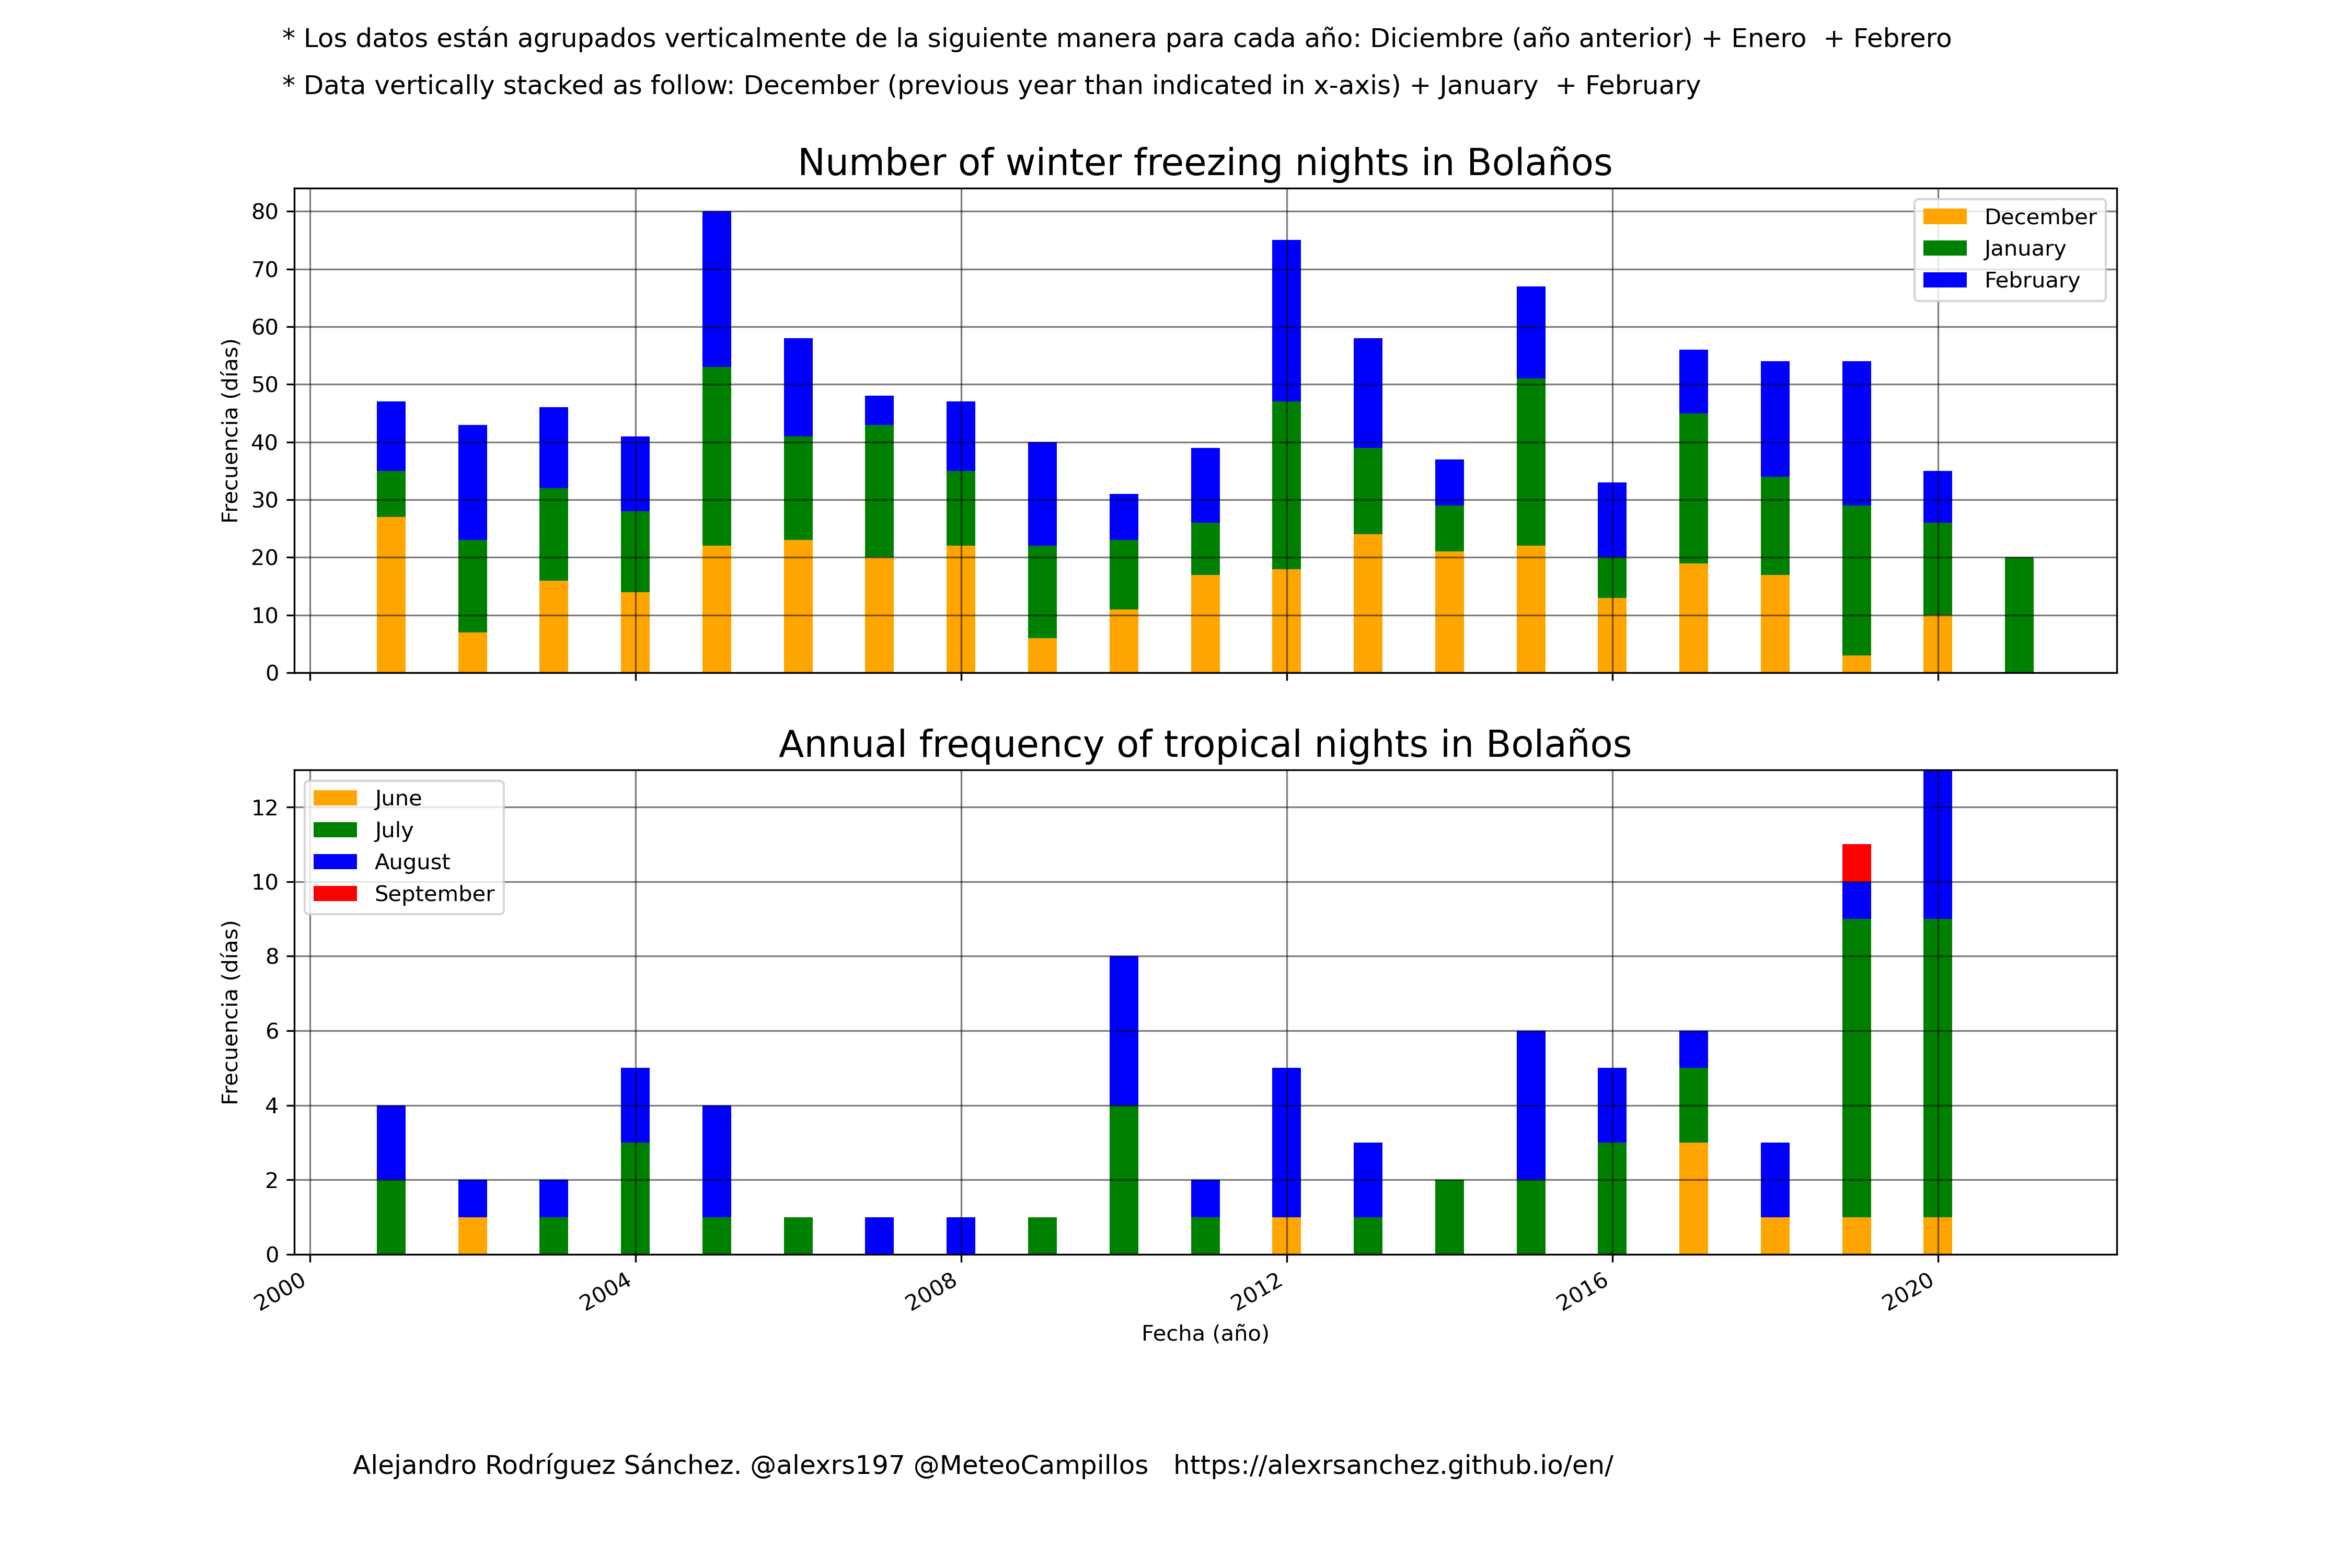 * Los datos están agrupados verticalmente de la siguiente manera para cada año: Diciembre (año anterior) + Enero  + Febrero
* Data vertically stacked as follow: December (previous year than indicated in x-axis) + January  + February
Number of winter freezing nights in Bolaños
80
70
60
50
40
30
20
10
0
Frecuencia (días)
December
January
February
Annual frequency of tropical nights in Bolaños
12
10
8
6
4
2
0
Frecuencia (días)
June
July
August
September
2000
2004
2008
2012
2016
2020
Fecha (año)
Alejandro Rodríguez Sánchez. @alexrs197 @MeteoCampillos   https://alexrsanchez.github.io/en/